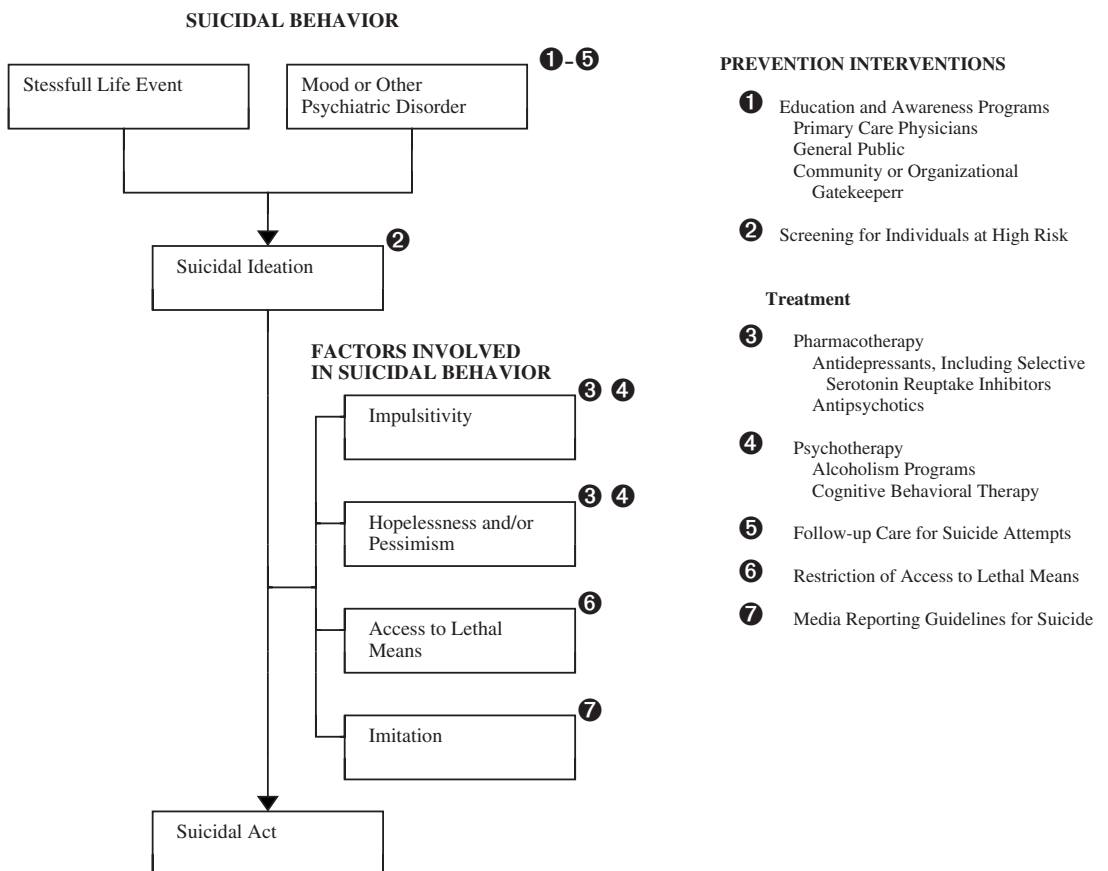 SUICIDAL BEHAVIOR
❶-❺
Stessfull Life Event
Mood or Other
Psychiatric Disorder
❷
Suicidal Ideation
FACTORS INVOLVED
IN SUICIDAL BEHAVIOR
❸ ❹
Impulsitivity
❸ ❹
Hopelessness and/or
Pessimism
❻
Access to Lethal
Means
❼
Imitation
Suicidal Act
PREVENTION INTERVENTIONS
❶ Education and Awareness Programs
Primary Care Physicians
General Public
Community or Organizational
Gatekeeperr
❷ Screening for Individuals at High Risk
Treatment
❸ Pharmacotherapy
Antidepressants, Including Selective
Serotonin Reuptake Inhibitors
Antipsychotics
❹ Psychotherapy
Alcoholism Programs
Cognitive Behavioral Therapy
❺ Follow-up Care for Suicide Attempts
❻ Restriction of Access to Lethal Means
❼ Media Reporting Guidelines for Suicide